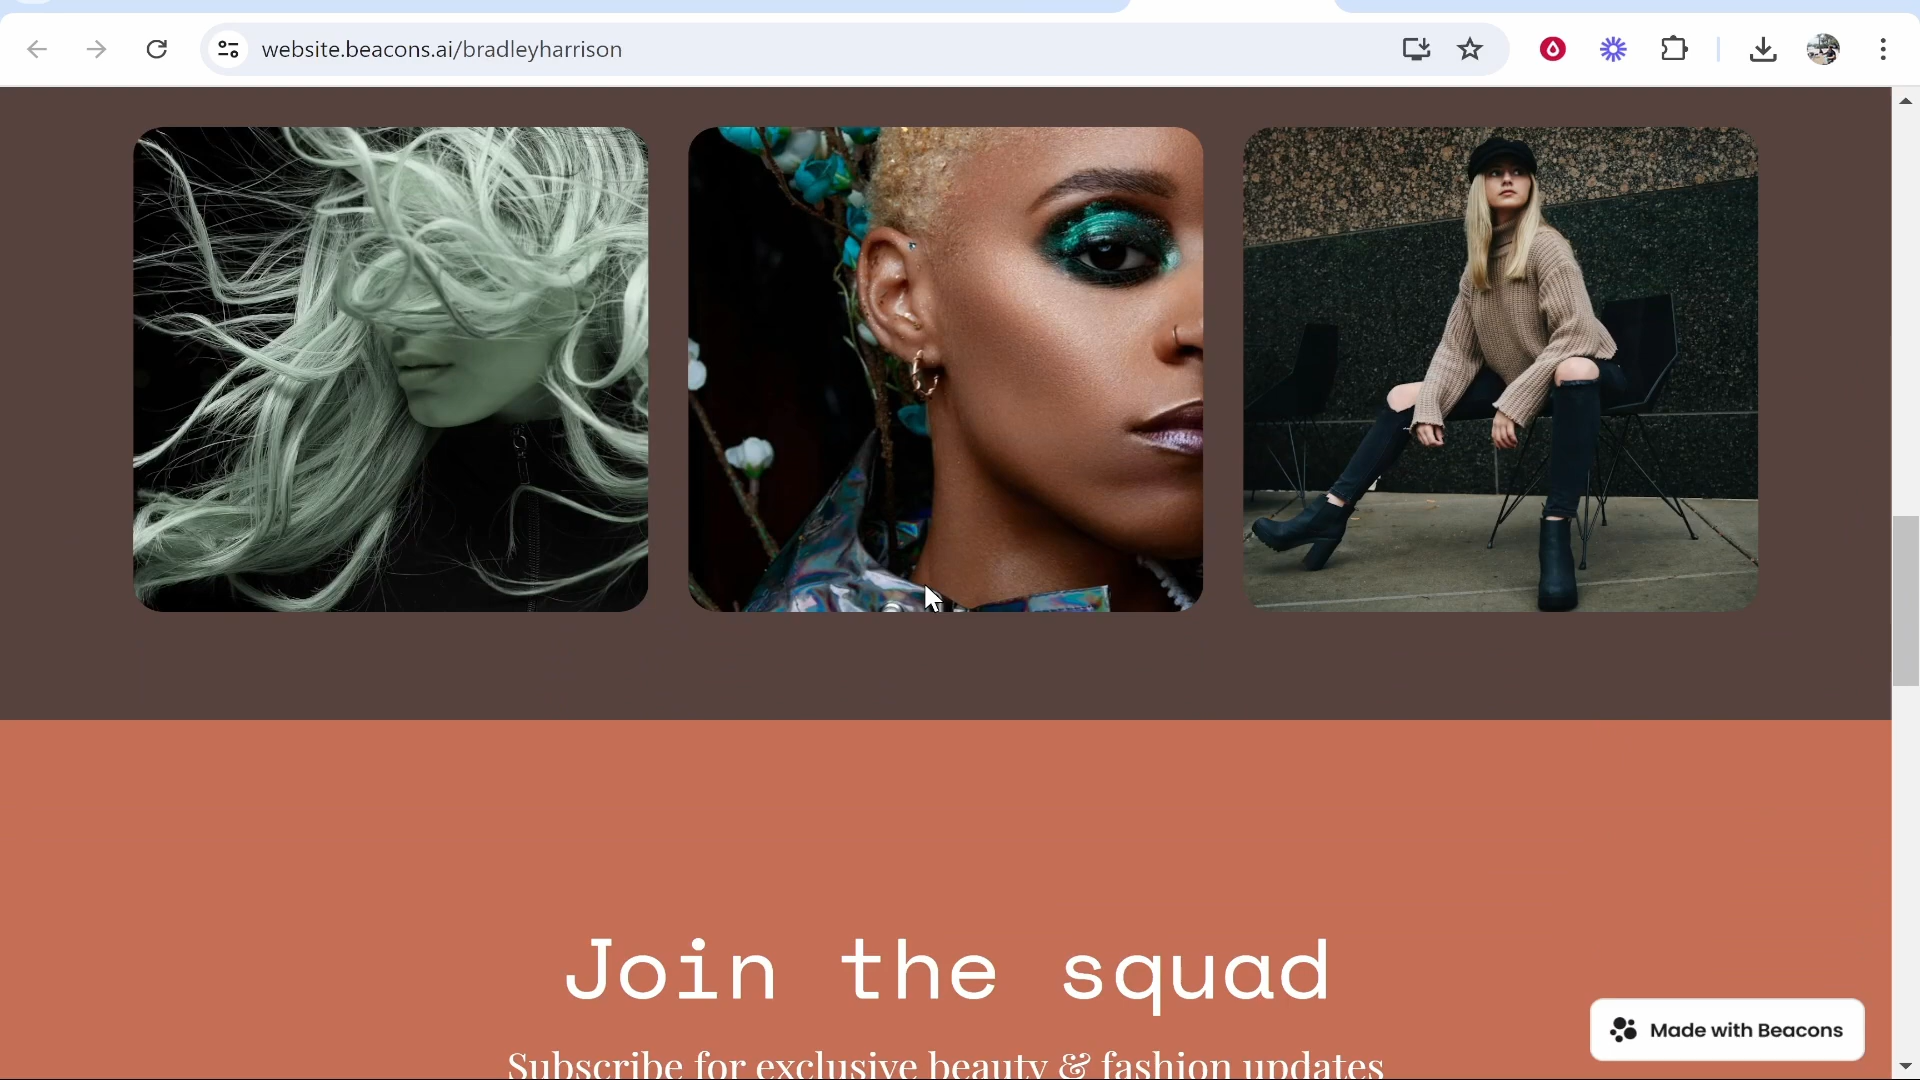 website.beacons.ai/bradleyharrison
Join the squad
Subscribe for exclusive beauty & fashion updates
Made with Beacons